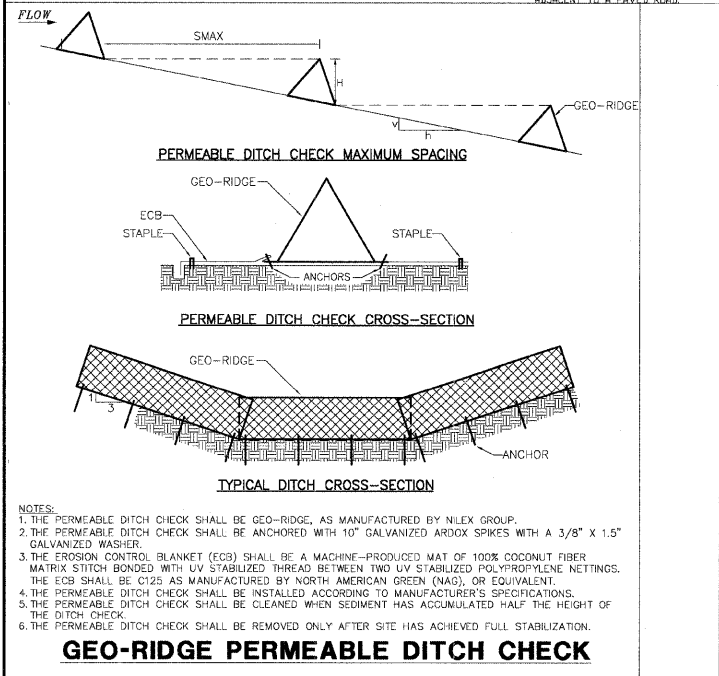 ADJACENT TO A PAVED ROAD.
FLOW
SMAX
H
GEO-RIDGE
v
h
PERMEABLE DITCH CHECK MAXIMUM SPACING
GEO-RIDGE
ECB
STAPLE
STAPLE
ANCHORS
PERMEABLE DITCH CHECK CROSS-SECTION
GEO-RIDGE
1
3
ANCHOR
TYPICAL DITCH CROSS-SECTION
NOTES:
1. THE PERMEABLE DITCH CHECK SHALL BE GEO-RIDGE, AS MANUFACTURED BY NILEX GROUP.
2. THE PERMEABLE DITCH CHECK SHALL BE ANCHORED WITH 10" GALVANIZED ARDOX SPIKES WITH A 3/8" X 1.5"
GALVANIZED WASHER.
3. THE EROSION CONTROL BLANKET (ECB) SHALL BE A MACHINE-PRODUCED MAT OF 100% COCONUT FIBER
MATRIX STITCH BONDED WITH UV STABILIZED THREAD BETWEEN TWO UV STABILIZED POLYPROPYLENE NETTINGS.
THE ECB SHALL BE C125 AS MANUFACTURED BY NORTH AMERICAN GREEN (NAG), OR EQUIVALENT.
4. THE PERMEABLE DITCH CHECK SHALL BE INSTALLED ACCORDING TO MANUFACTURER'S SPECIFICATIONS.
5. THE PERMEABLE DITCH CHECK SHALL BE CLEANED WHEN SEDIMENT HAS ACCUMULATED HALF THE HEIGHT OF
THE DITCH CHECK.
6. THE PERMEABLE DITCH CHECK SHALL BE REMOVED ONLY AFTER SITE HAS ACHIEVED FULL STABILIZATION.
GEO-RIDGE PERMEABLE DITCH CHECK